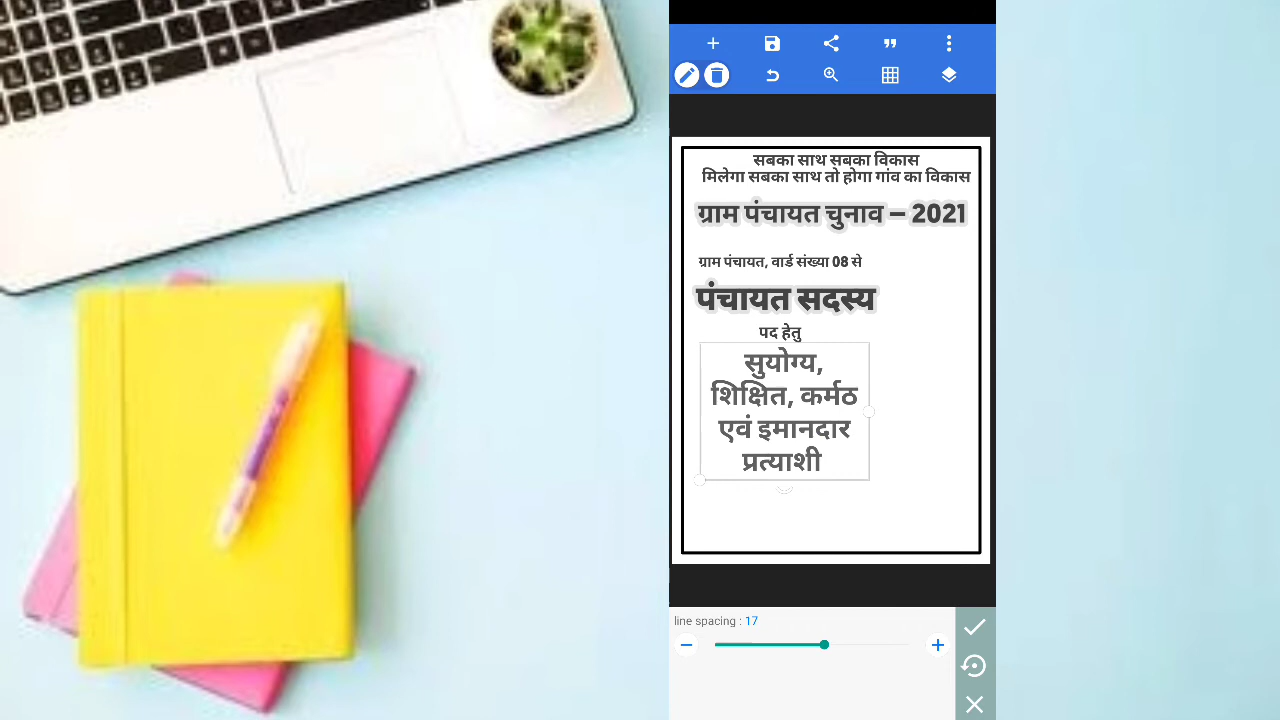 सबका साथ सबका विकास
मिलेगा सबका साथ तो होगा गांव का विकास
ग्राम पंचायत चुनाव – 2021
ग्राम पंचायत, वार्ड संख्या 08 से
पंचायत सदस्य
पद हेतु
सुयोग्य,
शिक्षित, कर्मठ
एवं इमानदार
प्रत्याशी
line spacing : 17